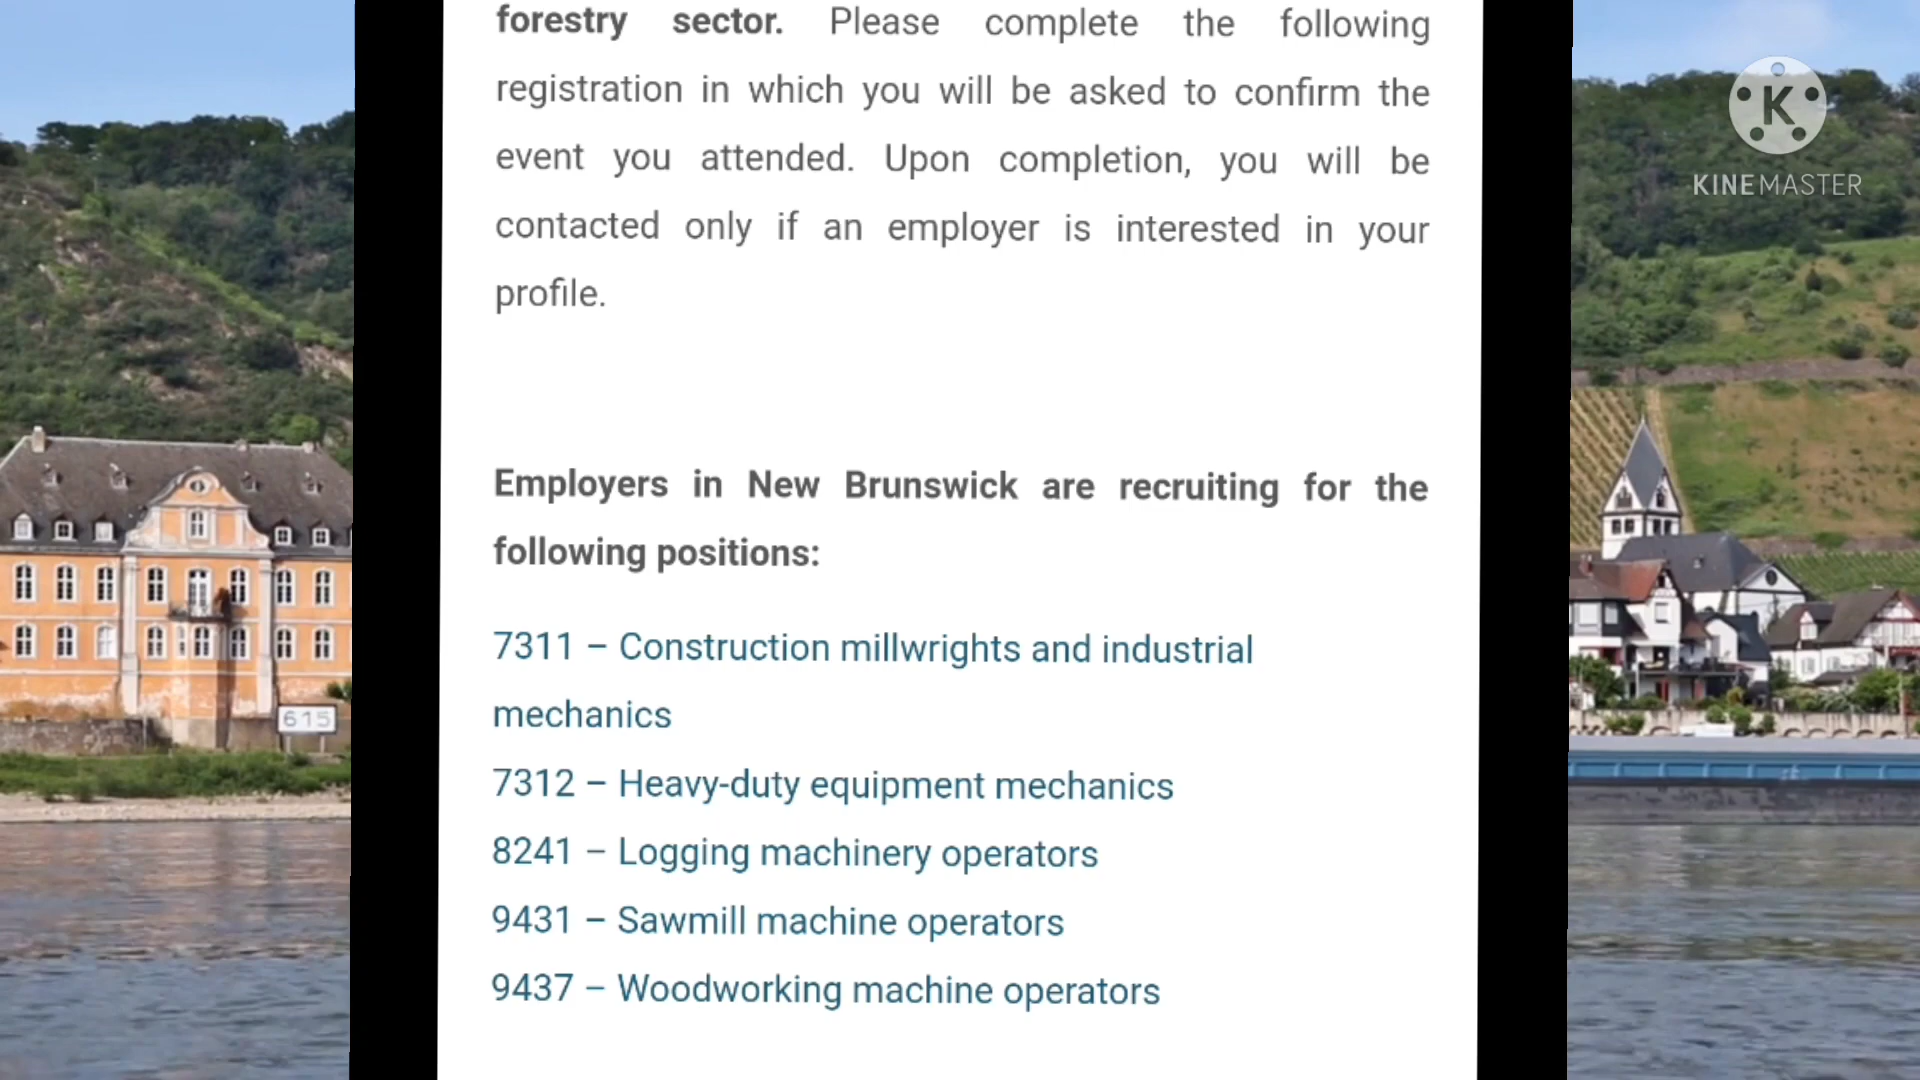 forestry sector. Please complete the following
registration in which you will be asked to confirm the
event you attended. Upon completion, you will be
contacted only if an employer is interested in your
profile.
Employers in New Brunswick are recruiting for the
following positions:
7311 – Construction millwrights and industrial
mechanics
7312 – Heavy-duty equipment mechanics
8241 – Logging machinery operators
9431 – Sawmill machine operators
9437 – Woodworking machine operators
K
KINEMASTER
615